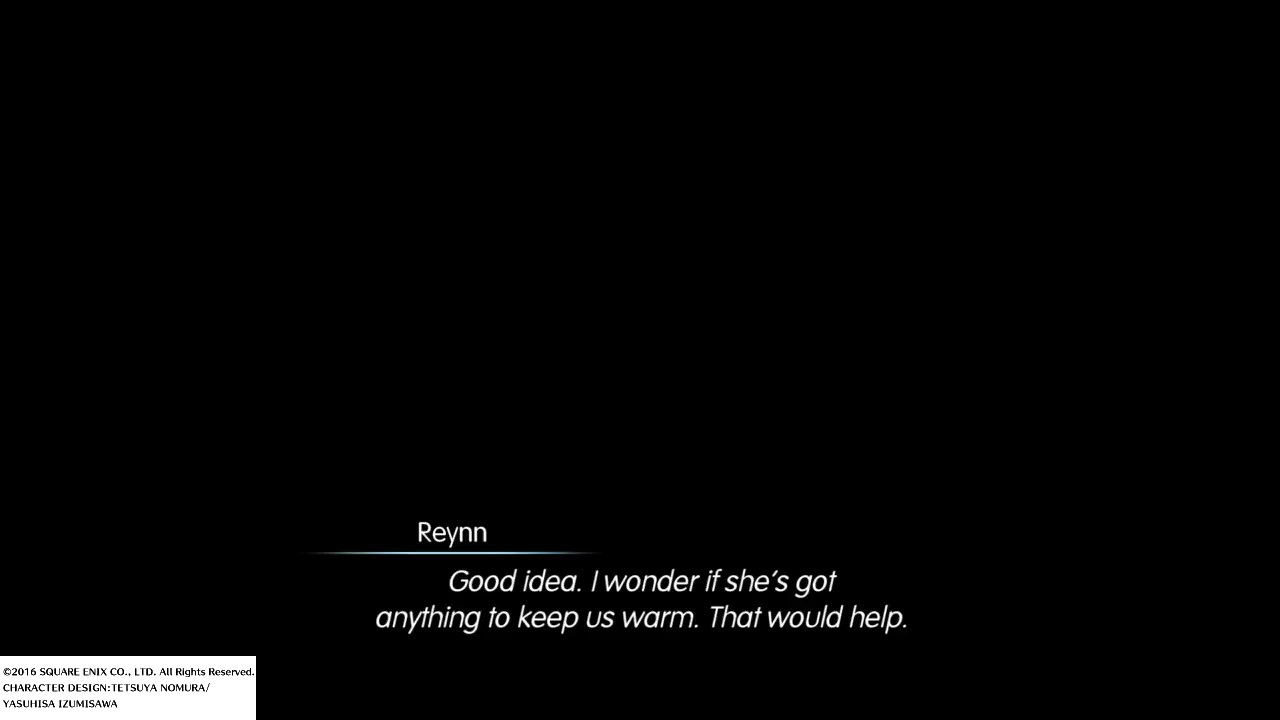 Reynn
Good idea. I wonder if she's got
anything to keep us warm. That would help.
©2016 SQUARE ENIX CO., LTD. All Rights Reserved.
CHARACTER DESIGN:TETSUYA NOMURA/
YASUHISA IZUMISAWA